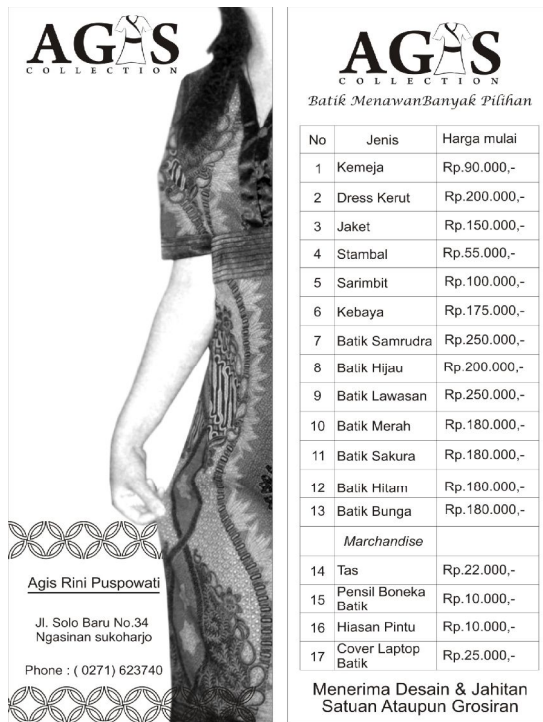 AGIS
COLLECTION
Agis Rini Puspowati
Jl. Solo Baru No.34
Ngasinan sukoharjo
Phone : ( 0271) 623740
AGIS
COLLECTION
Batik MenawanBanyak Pilihan
No Jenis Harga mulai
1 Kemeja Rp.90.000,-
2 Dress Kerut Rp.200.000,-
3 Jaket Rp.150.000,-
4 Stambal Rp.55.000,-
5 Sarimbit Rp.100.000,-
6 Kebaya Rp.175.000,-
7 Batik Samrudra Rp.250.000,-
8 Batik Hijau Rp.200.000,-
9 Batik Lawasan Rp.250.000,-
10 Batik Merah Rp.180.000,-
11 Batik Sakura Rp.180.000,-
12 Batik Hitam Rp.180.000,-
13 Batik Bunga Rp.180.000,-
Marchandise
14 Tas Rp.22.000,-
15 Pensil Boneka Batik Rp.10.000,-
16 Hiasan Pintu Rp.10.000,-
17 Cover Laptop Batik Rp.25.000,-
Menerima Desain & Jahitan
Satuan Ataupun Grosiran